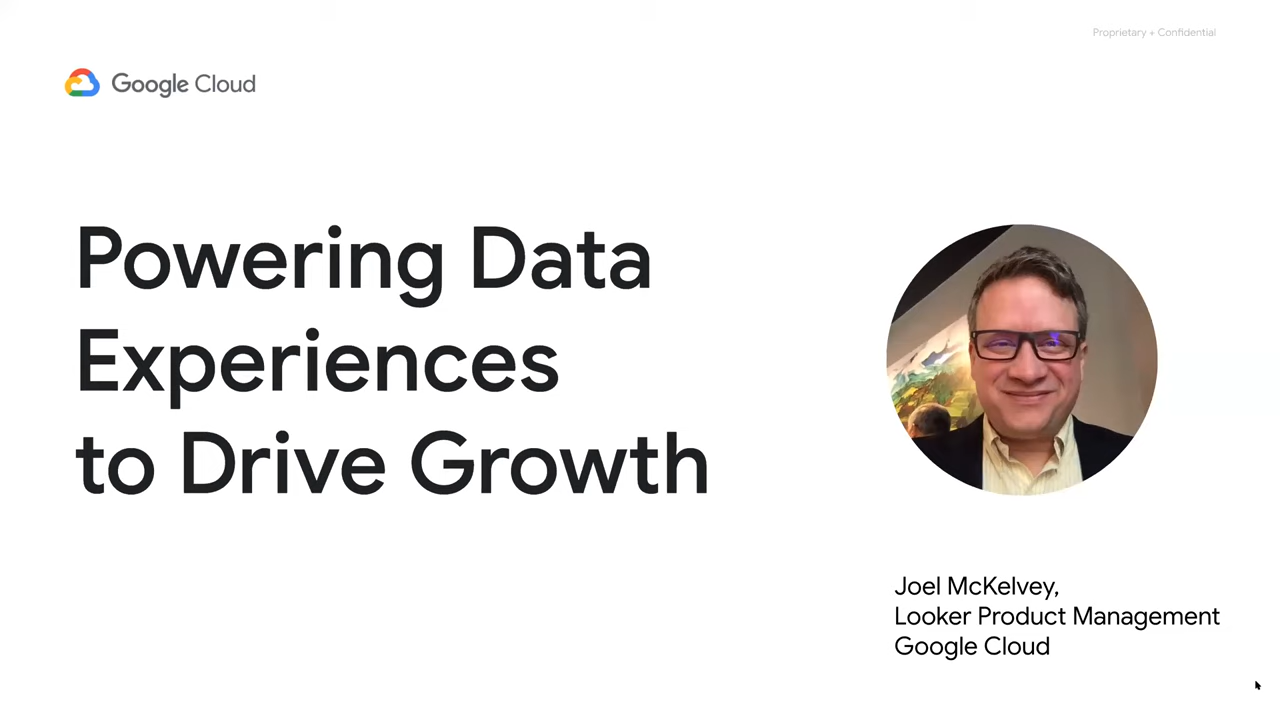 Proprietary + Confidential
Google Cloud
Powering Data
Experiences
to Drive Growth
Joel McKelvey,
Looker Product Management
Google Cloud